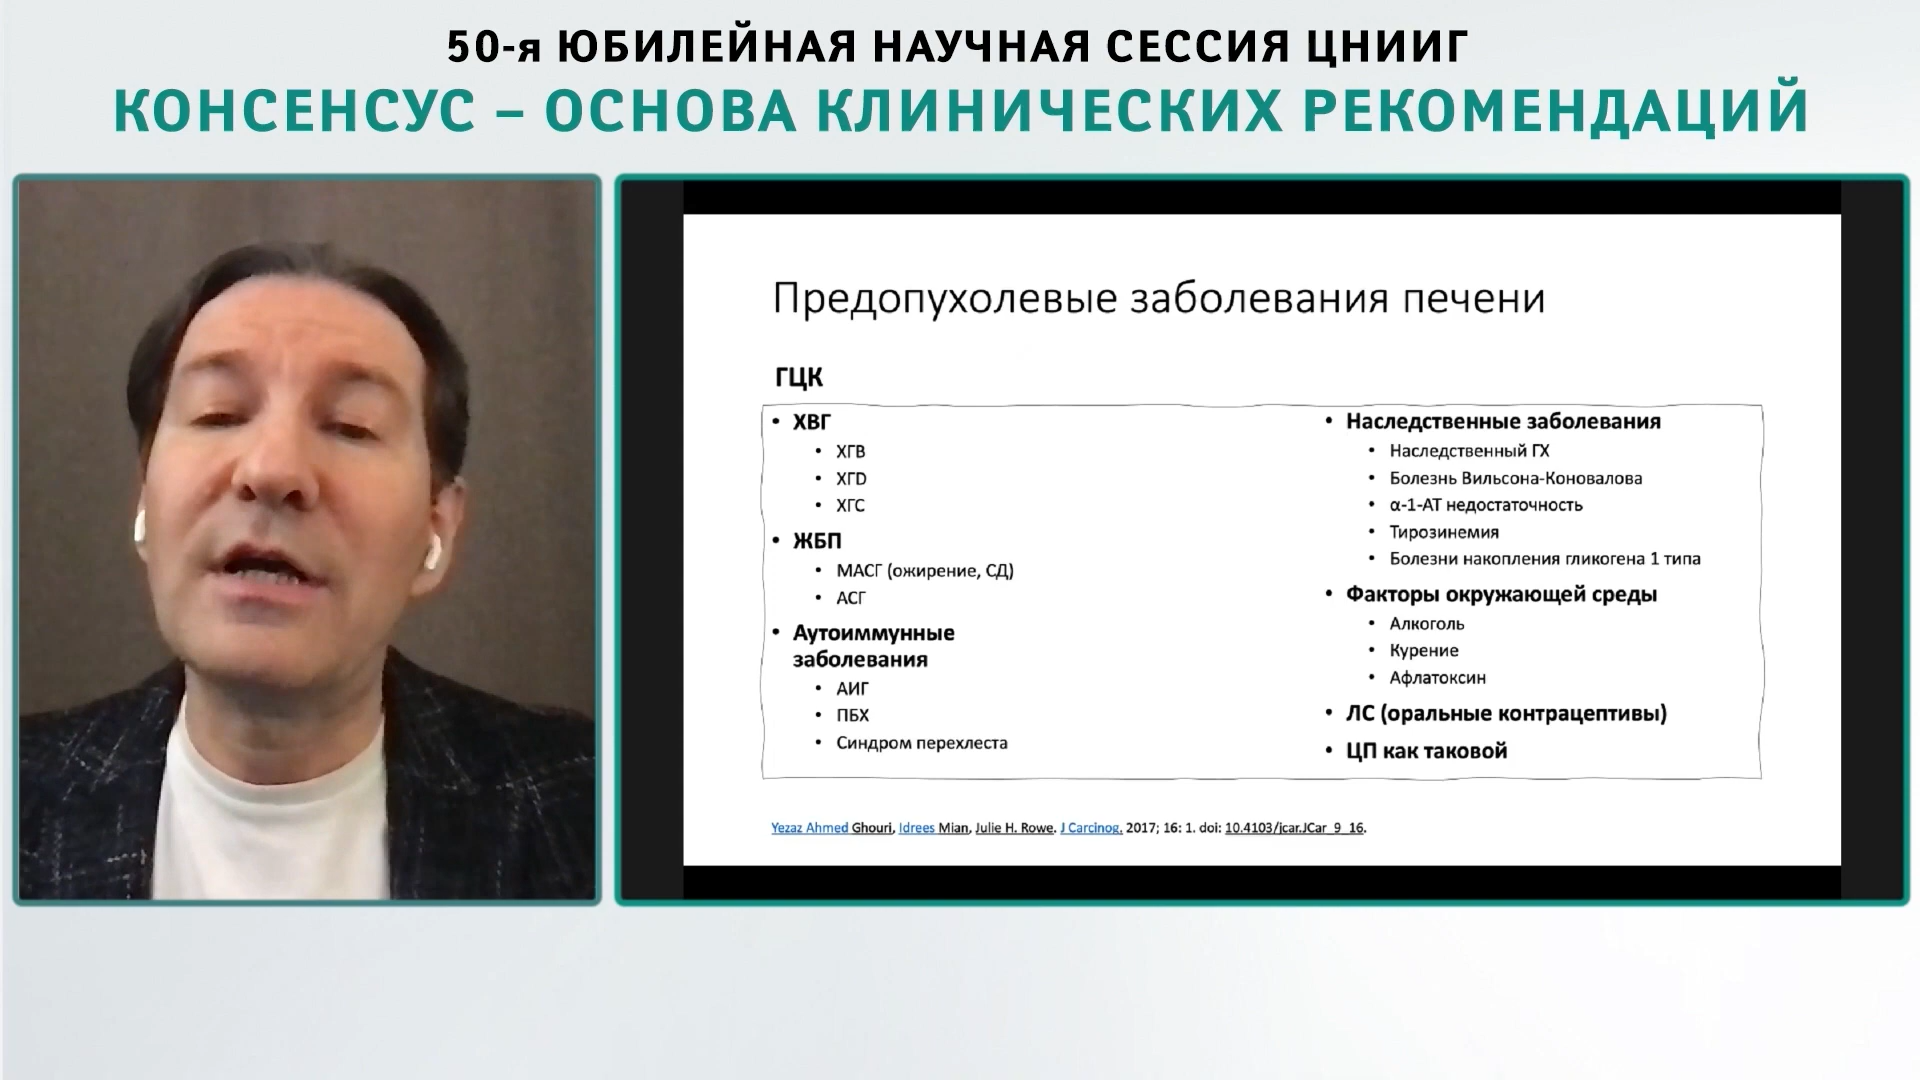 50-я ЮБИЛЕЙНАЯ НАУЧНАЯ СЕССИЯ ЦНИИГ
КОНСЕНСУС – ОСНОВА КЛИНИЧЕСКИХ РЕКОМЕНДАЦИЙ
Предопухолевые заболевания печени
ГЦК
• ХВГ
• ХГВ
• ХГD
• ХГС
• ЖБП
• МАСГ (ожирение, СД)
• АСГ
• Аутоиммунные
заболевания
• АИГ
• ПБХ
• Синдром перехлеста
• Наследственные заболевания
• Наследственный ГХ
• Болезнь Вильсона-Коновалова
• α-1-АТ недостаточность
• Тирозинемия
• Болезни накопления гликогена 1 типа
• Факторы окружающей среды
• Алкоголь
• Курение
• Афлатоксин
• ЛС (оральные контрацептивы)
• ЦП как таковой
Yezaz Ahmed Ghouri, Idrees Mian, Julie H. Rowe. J Carcinog. 2017; 16: 1. doi: 10.4103/jcar.JCar_9_16.